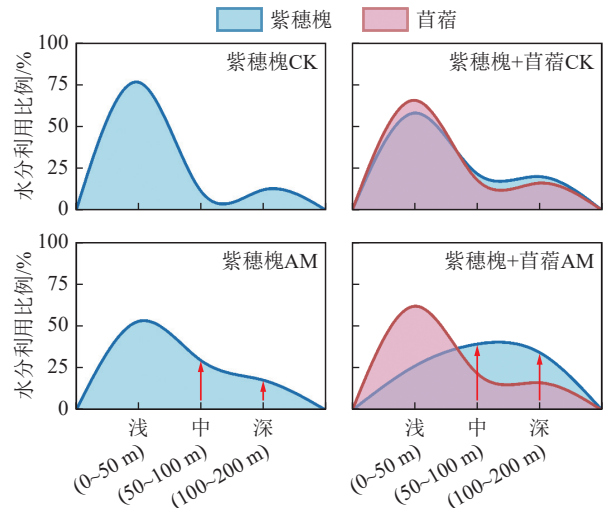 紫穗槐 苜蓿
水分利用比例/%
100
75
50
25
0
紫穗槐CK
紫穗槐+苜蓿CK
水分利用比例/%
100
75
50
25
0
紫穗槐AM
紫穗槐+苜蓿AM
浅
(0~50 m)
中
(50~100 m)
深
(100~200 m)
浅
(0~50 m)
中
(50~100 m)
深
(100~200 m)